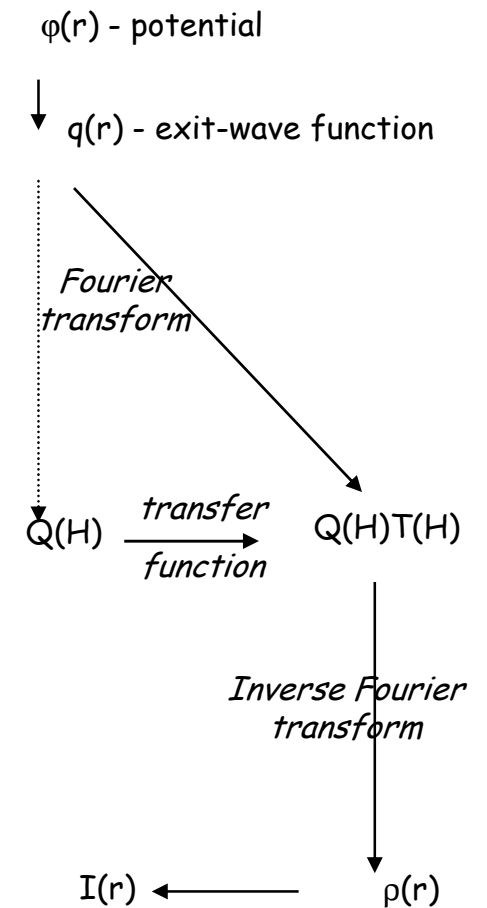 φ(r) - potential
q(r) - exit-wave function
Fourier
transform
Q(H)
transfer
function
Q(H)T(H)
Inverse Fourier
transform
I(r)
ρ(r)